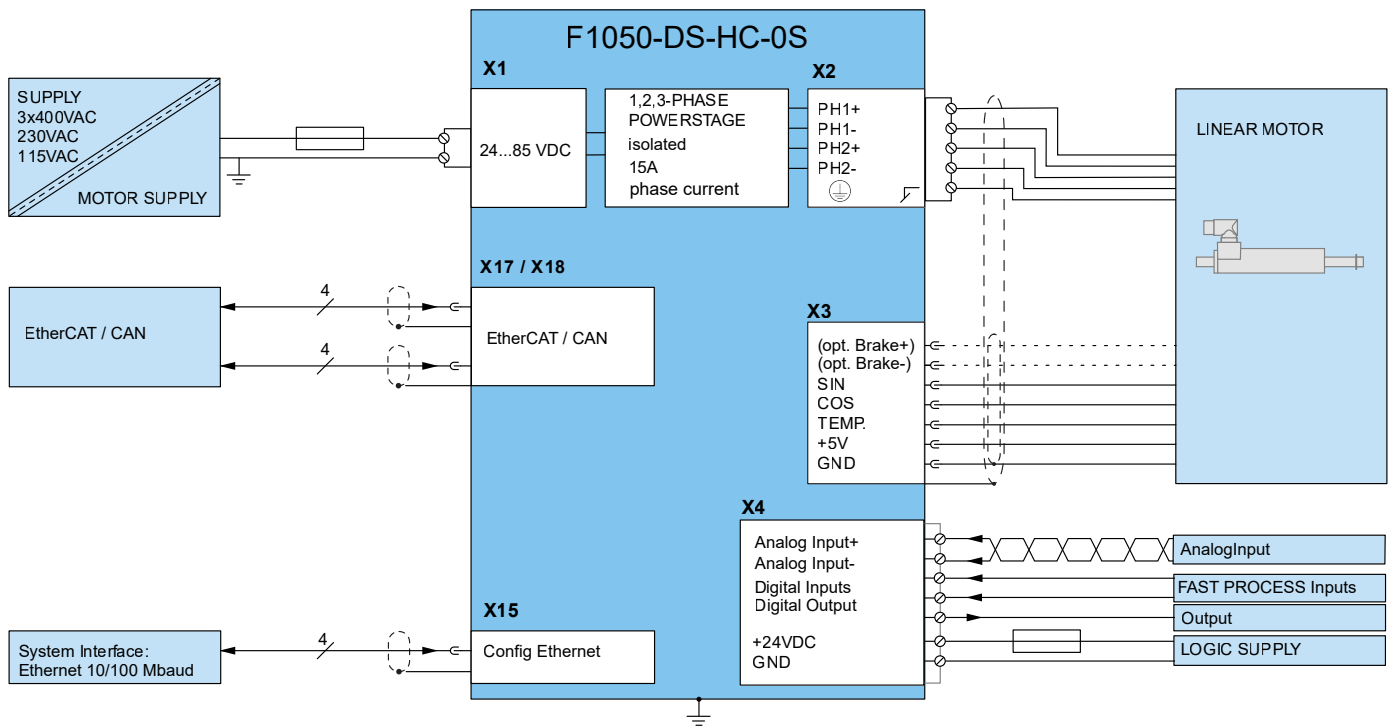 F1050-DS-HC-0S
X1
X2
SUPPLY
3x400VAC
230VAC
115VAC
MOTOR SUPPLY
24...85 VDC
1,2,3-PHASE
POWERSTAGE
isolated
15A
phase current
PH1+
PH1-
PH2+
PH2-
LINEAR MOTOR
X17 / X18
EtherCAT / CAN
4
4
EtherCAT / CAN
X3
(opt. Brake+)
(opt. Brake-)
SIN
COS
TEMP.
+5V
GND
X4
Analog Input+
Analog Input-
Digital Inputs
Digital Output
+24VDC
GND
AnalogInput
FAST PROCESS Inputs
Output
LOGIC SUPPLY
X15
System Interface:
Ethernet 10/100 Mbaud
4
Config Ethernet